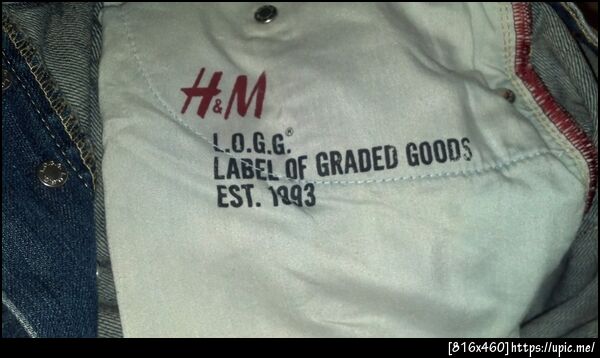 H&M
L.O.G.G.®
LABEL OF GRADED GOODS
EST. 1993
[816x460]https://upic.me/